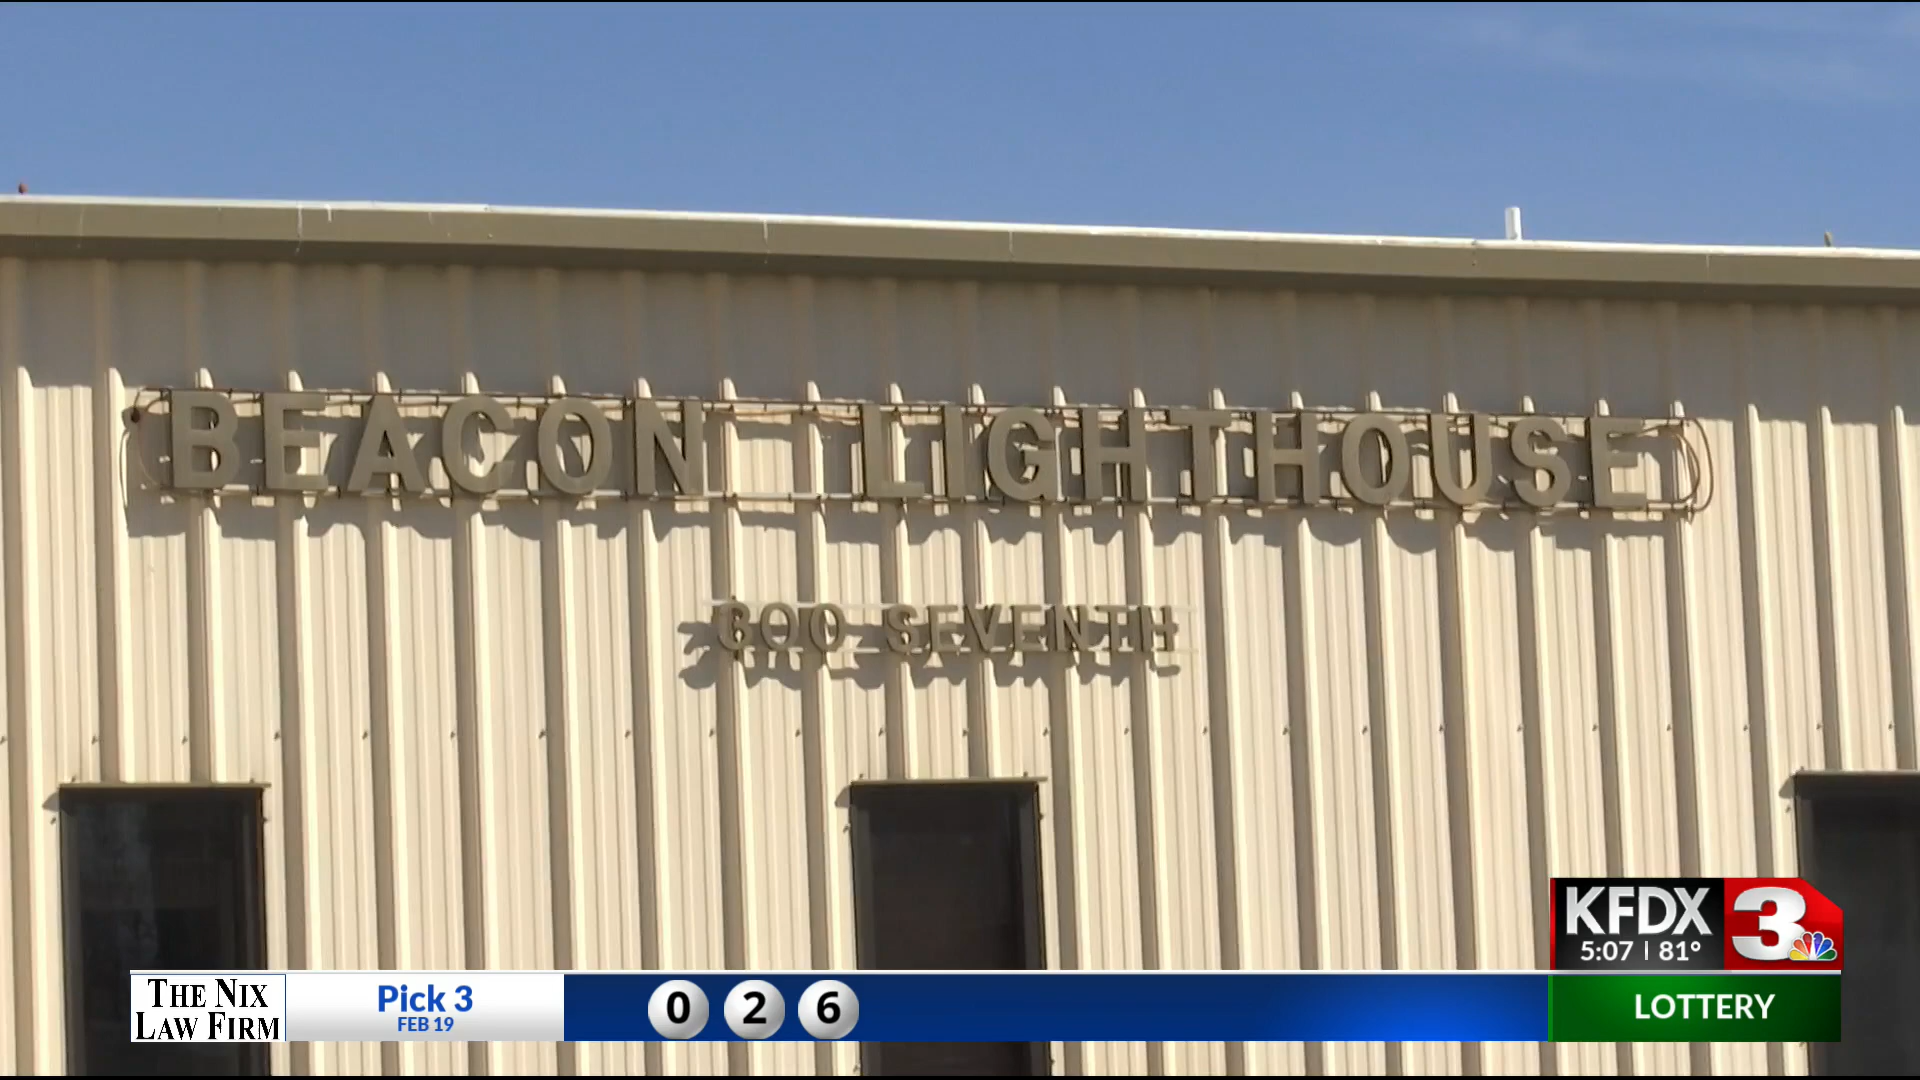 BEACON LIGHTHOUSE
300 SEVENTH
KFDX 3
5:07 | 81°
THE NIX
LAW FIRM
Pick 3
FEB 19
0 2 6
LOTTERY